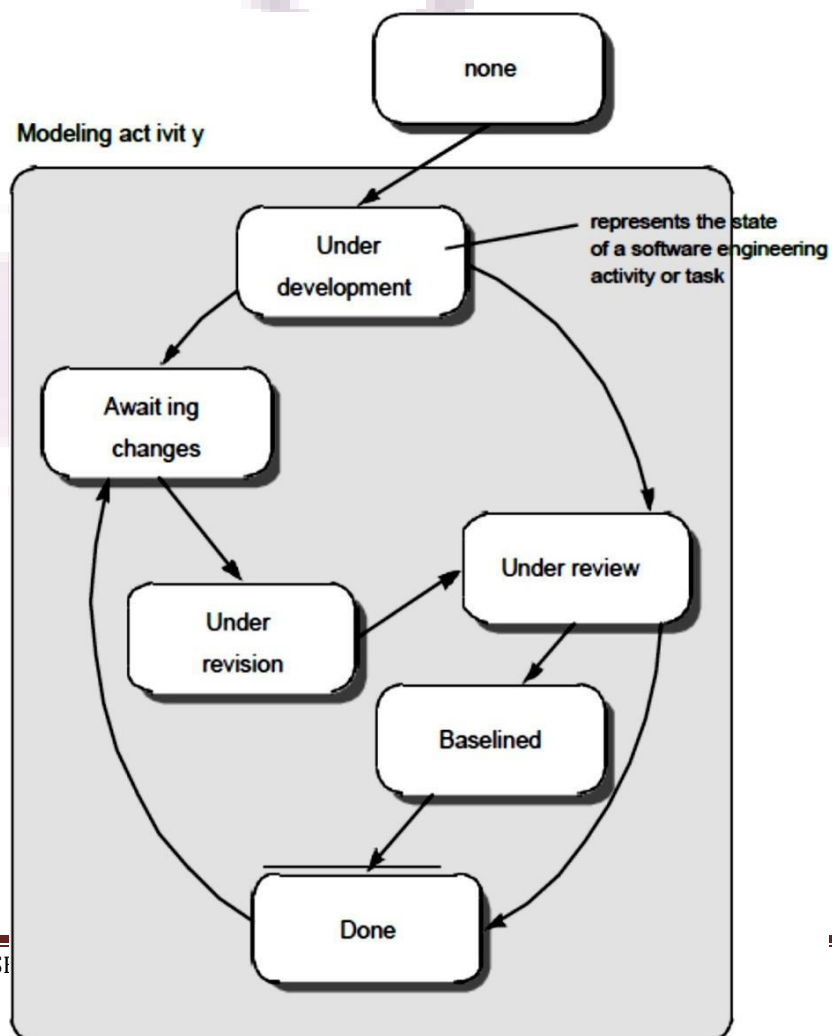 none
Modeling act ivit y
Under
development
represents the state
of a software engineering
activity or task
Await ing
changes
Under review
Under
revision
Baselined
Done